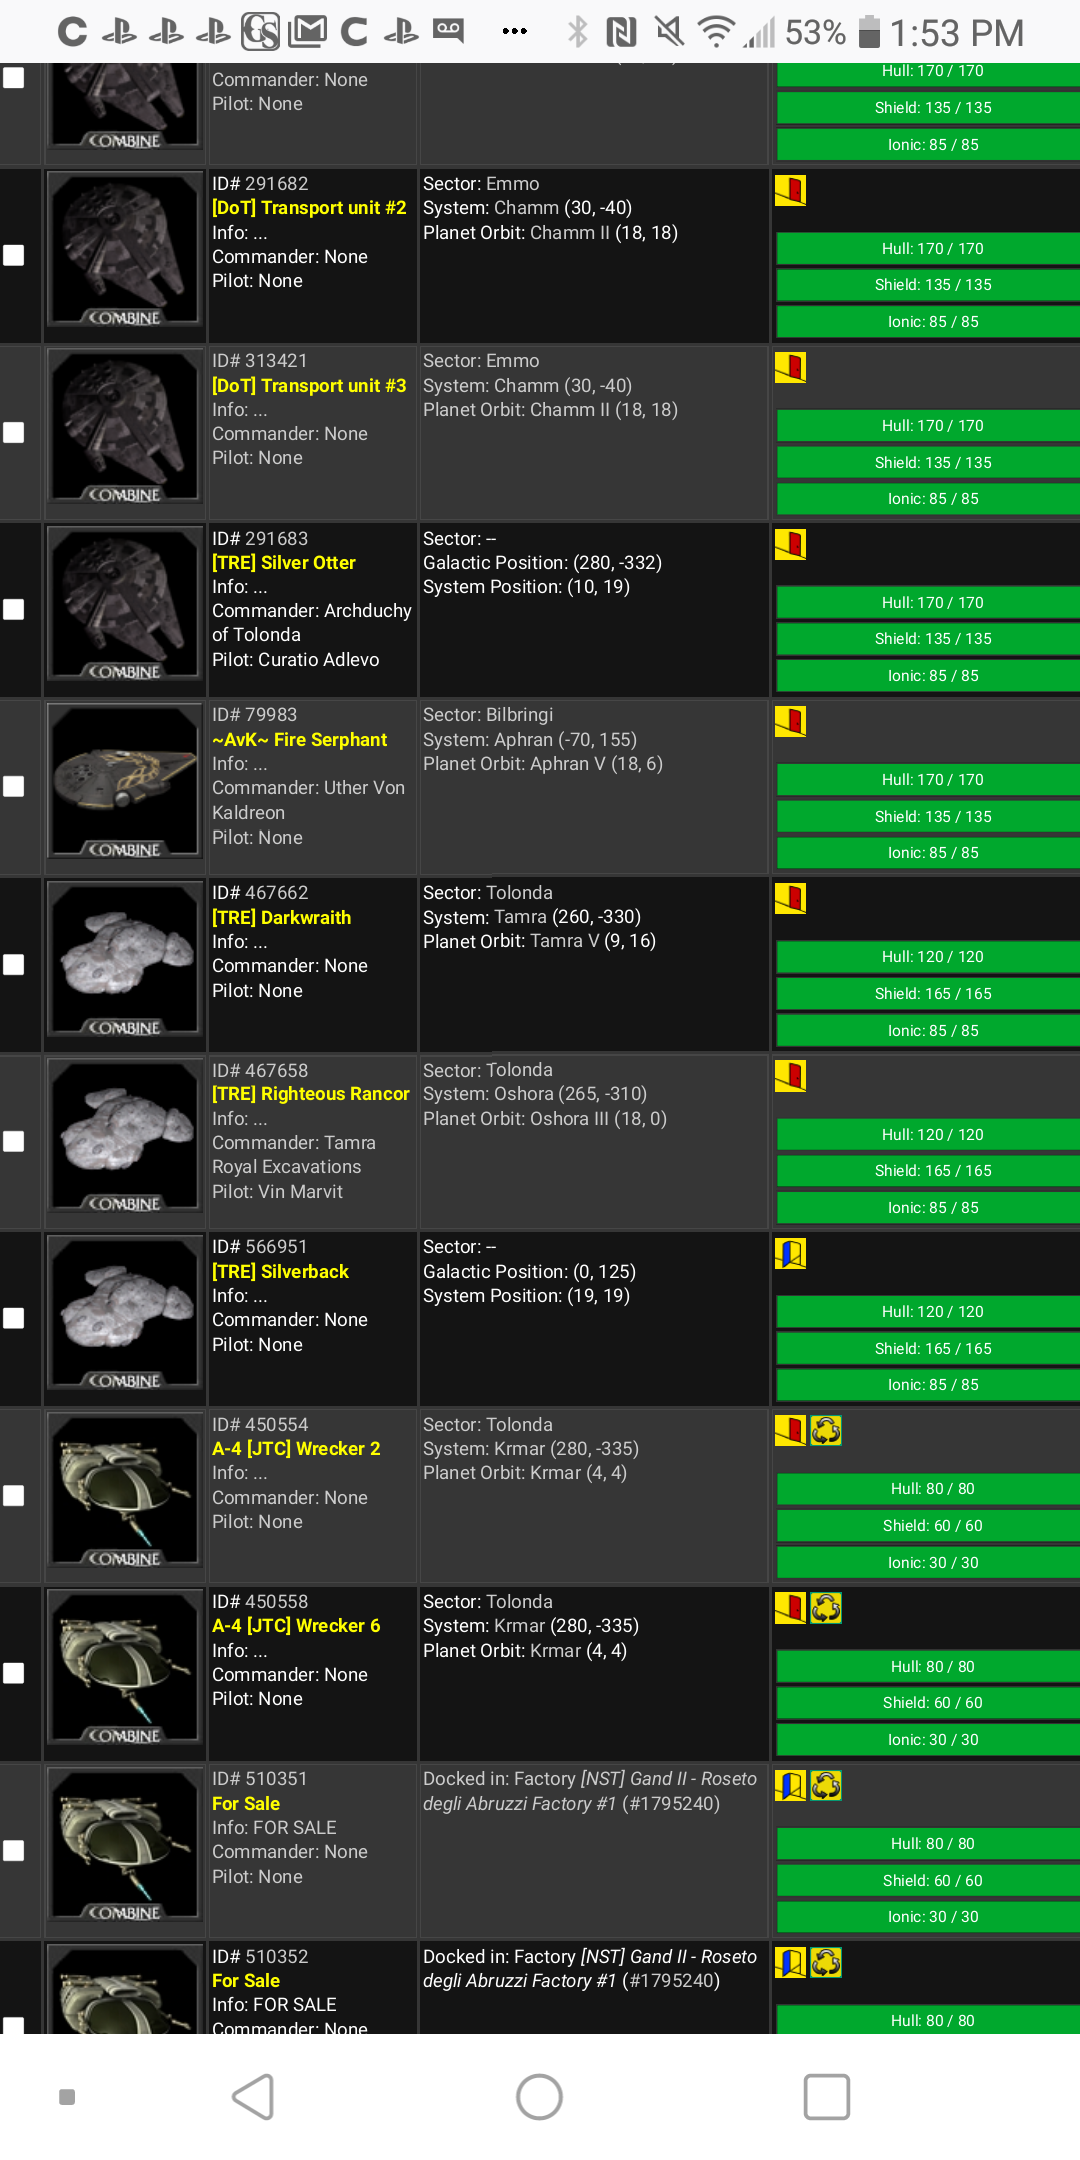 53% 1:53 PM
Commander: None
Pilot: None
Hull: 170 / 170
Shield: 135 / 135
Ionic: 85 / 85
COMBINE
ID# 291682
[DoT] Transport unit #2
Info: ...
Commander: None
Pilot: None
Sector: Emmo
System: Chamm (30, -40)
Planet Orbit: Chamm II (18, 18)
Hull: 170 / 170
Shield: 135 / 135
Ionic: 85 / 85
COMBINE
ID# 313421
[DoT] Transport unit #3
Info: ...
Commander: None
Pilot: None
Sector: Emmo
System: Chamm (30, -40)
Planet Orbit: Chamm II (18, 18)
Hull: 170 / 170
Shield: 135 / 135
Ionic: 85 / 85
COMBINE
ID# 291683
[TRE] Silver Otter
Info: ...
Commander: Archduchy
of Tolonda
Pilot: Curatio Adlevo
Sector: --
Galactic Position: (280, -332)
System Position: (10, 19)
Hull: 170 / 170
Shield: 135 / 135
Ionic: 85 / 85
COMBINE
ID# 79983
~AvK~ Fire Serphant
Info: ...
Commander: Uther Von
Kaldreon
Pilot: None
Sector: Bilbringi
System: Aphran (-70, 155)
Planet Orbit: Aphran V (18, 6)
Hull: 170 / 170
Shield: 135 / 135
Ionic: 85 / 85
COMBINE
ID# 467662
[TRE] Darkwraith
Info: ...
Commander: None
Pilot: None
Sector: Tolonda
System: Tamra (260, -330)
Planet Orbit: Tamra V (9, 16)
Hull: 120 / 120
Shield: 165 / 165
Ionic: 85 / 85
COMBINE
ID# 467658
[TRE] Righteous Rancor
Info: ...
Commander: Tamra
Royal Excavations
Pilot: Vin Marvit
Sector: Tolonda
System: Oshora (265, -310)
Planet Orbit: Oshora III (18, 0)
Hull: 120 / 120
Shield: 165 / 165
Ionic: 85 / 85
COMBINE
ID# 566951
[TRE] Silverback
Info: ...
Commander: None
Pilot: None
Sector: --
Galactic Position: (0, 125)
System Position: (19, 19)
Hull: 120 / 120
Shield: 165 / 165
Ionic: 85 / 85
COMBINE
ID# 450554
A-4 [JTC] Wrecker 2
Info: ...
Commander: None
Pilot: None
Sector: Tolonda
System: Krmar (280, -335)
Planet Orbit: Krmar (4, 4)
Hull: 80 / 80
Shield: 60 / 60
Ionic: 30 / 30
COMBINE
ID# 450558
A-4 [JTC] Wrecker 6
Info: ...
Commander: None
Pilot: None
Sector: Tolonda
System: Krmar (280, -335)
Planet Orbit: Krmar (4, 4)
Hull: 80 / 80
Shield: 60 / 60
Ionic: 30 / 30
COMBINE
ID# 510351
For Sale
Info: FOR SALE
Commander: None
Pilot: None
Docked in: Factory [NST] Gand II - Roseto
degli Abruzzi Factory #1 (#1795240)
Hull: 80 / 80
Shield: 60 / 60
Ionic: 30 / 30
COMBINE
ID# 510352
For Sale
Info: FOR SALE
Commander: None
Docked in: Factory [NST] Gand II - Roseto
degli Abruzzi Factory #1 (#1795240)
Hull: 80 / 80